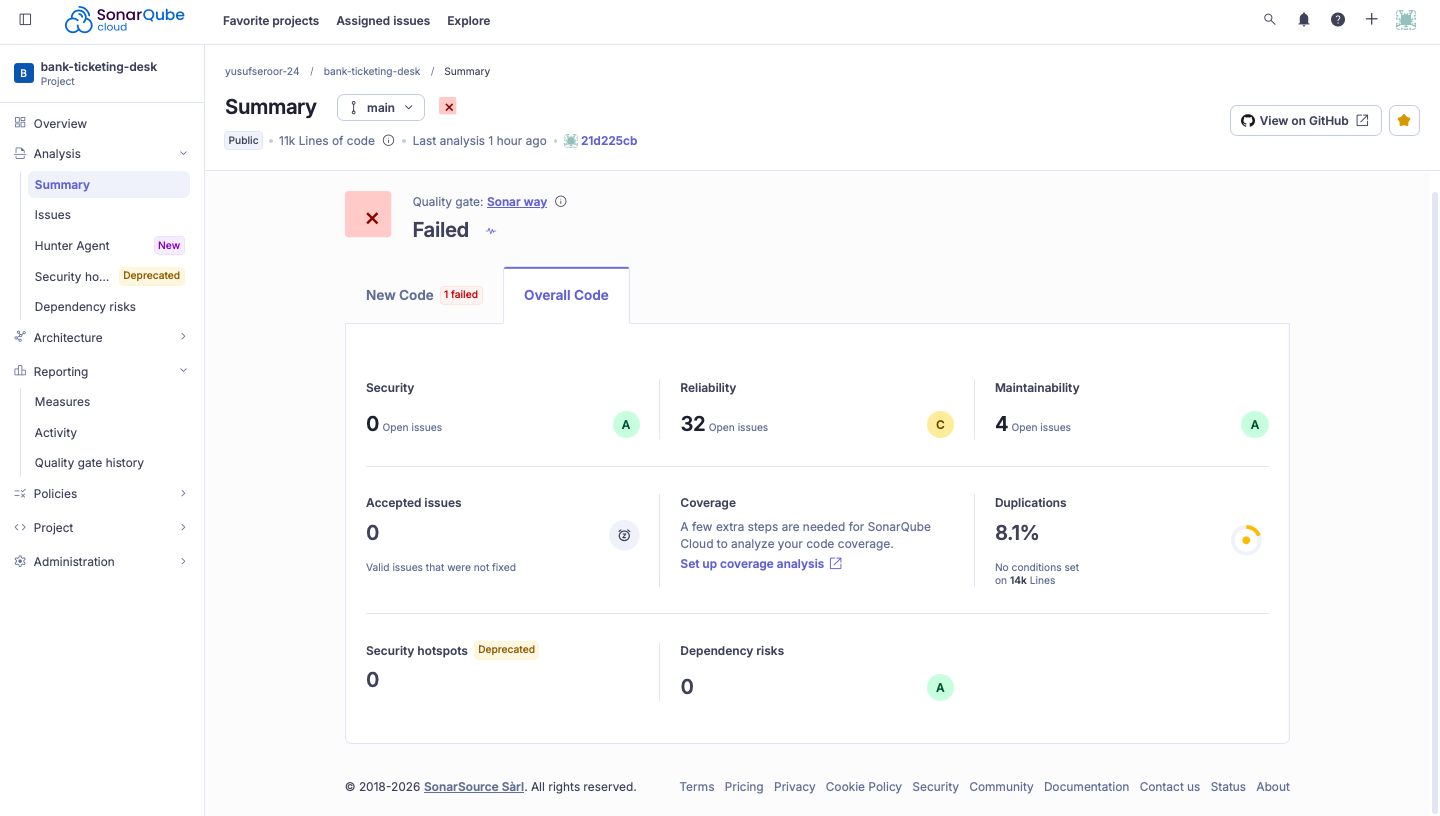 SonarQube cloud
Favorite projects Assigned issues Explore
B bank-ticketing-desk
Project
Overview
Analysis
Summary
Issues
Hunter Agent New
Security ho... Deprecated
Dependency risks
Architecture
Reporting
Measures
Activity
Quality gate history
Policies
Project
Administration
yusufseroor-24 / bank-ticketing-desk / Summary
Summary main
View on GitHub
Public • 11k Lines of code • Last analysis 1 hour ago • 21d225cb
Quality gate: Sonar way
Failed
New Code 1 failed Overall Code
Security
0 Open issues A
Reliability
32 Open issues C
Maintainability
4 Open issues A
Accepted issues
0
Valid issues that were not fixed
Coverage
A few extra steps are needed for SonarQube
Cloud to analyze your code coverage.
Set up coverage analysis
Duplications
8.1%
No conditions set
on 14k Lines
Security hotspots Deprecated
0
Dependency risks
0 A
© 2018-2026 SonarSource Sàrl. All rights reserved. Terms Pricing Privacy Cookie Policy Security Community Documentation Contact us Status About